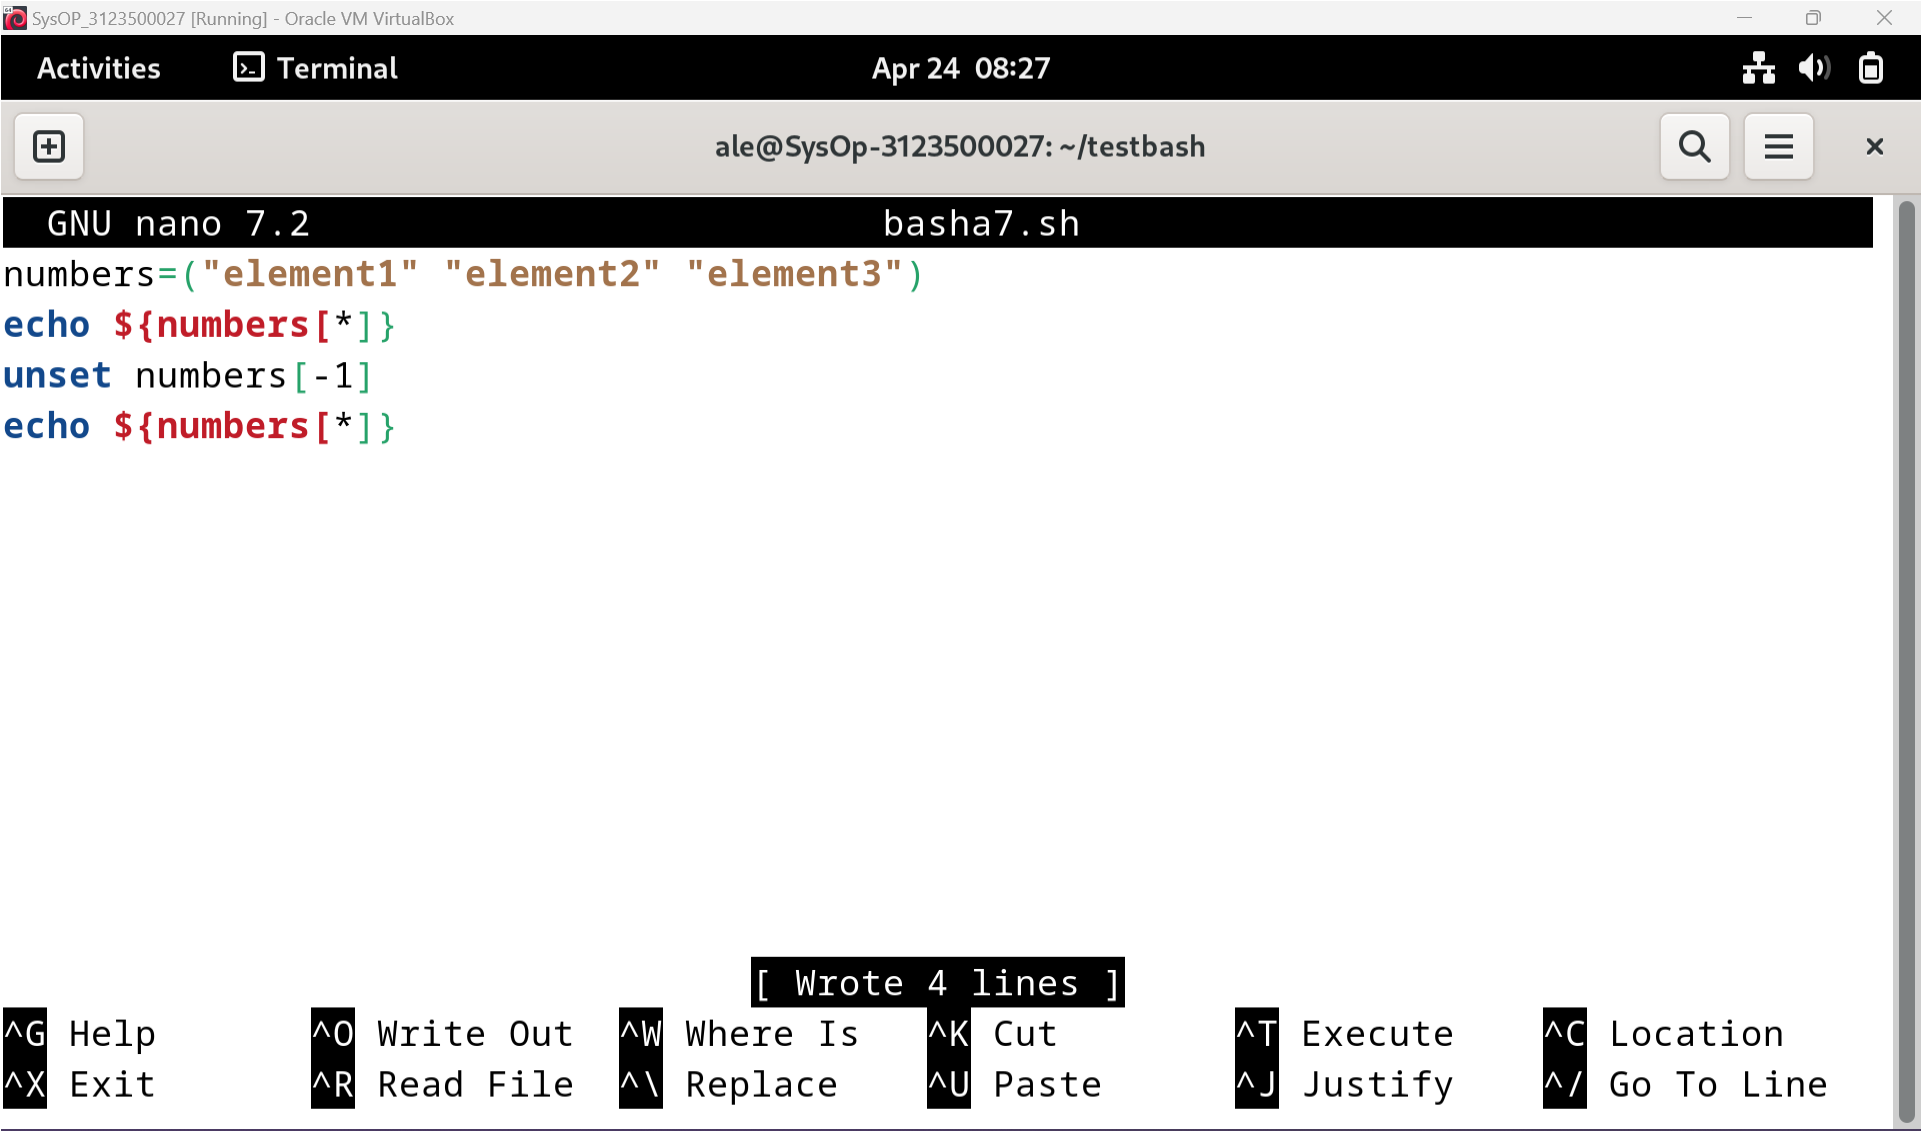 SysOP_3123500027 [Running] - Oracle VM VirtualBox
Activities Terminal Apr 24 08:27
ale@SysOp-3123500027: ~/testbash
GNU nano 7.2 basha7.sh
numbers=("element1" "element2" "element3")
echo ${numbers[*]}
unset numbers[-1]
echo ${numbers[*]}
[ Wrote 4 lines ]
^G Help ^O Write Out ^W Where Is ^K Cut ^T Execute ^C Location
^X Exit ^R Read File ^\ Replace ^U Paste ^J Justify ^/ Go To Line